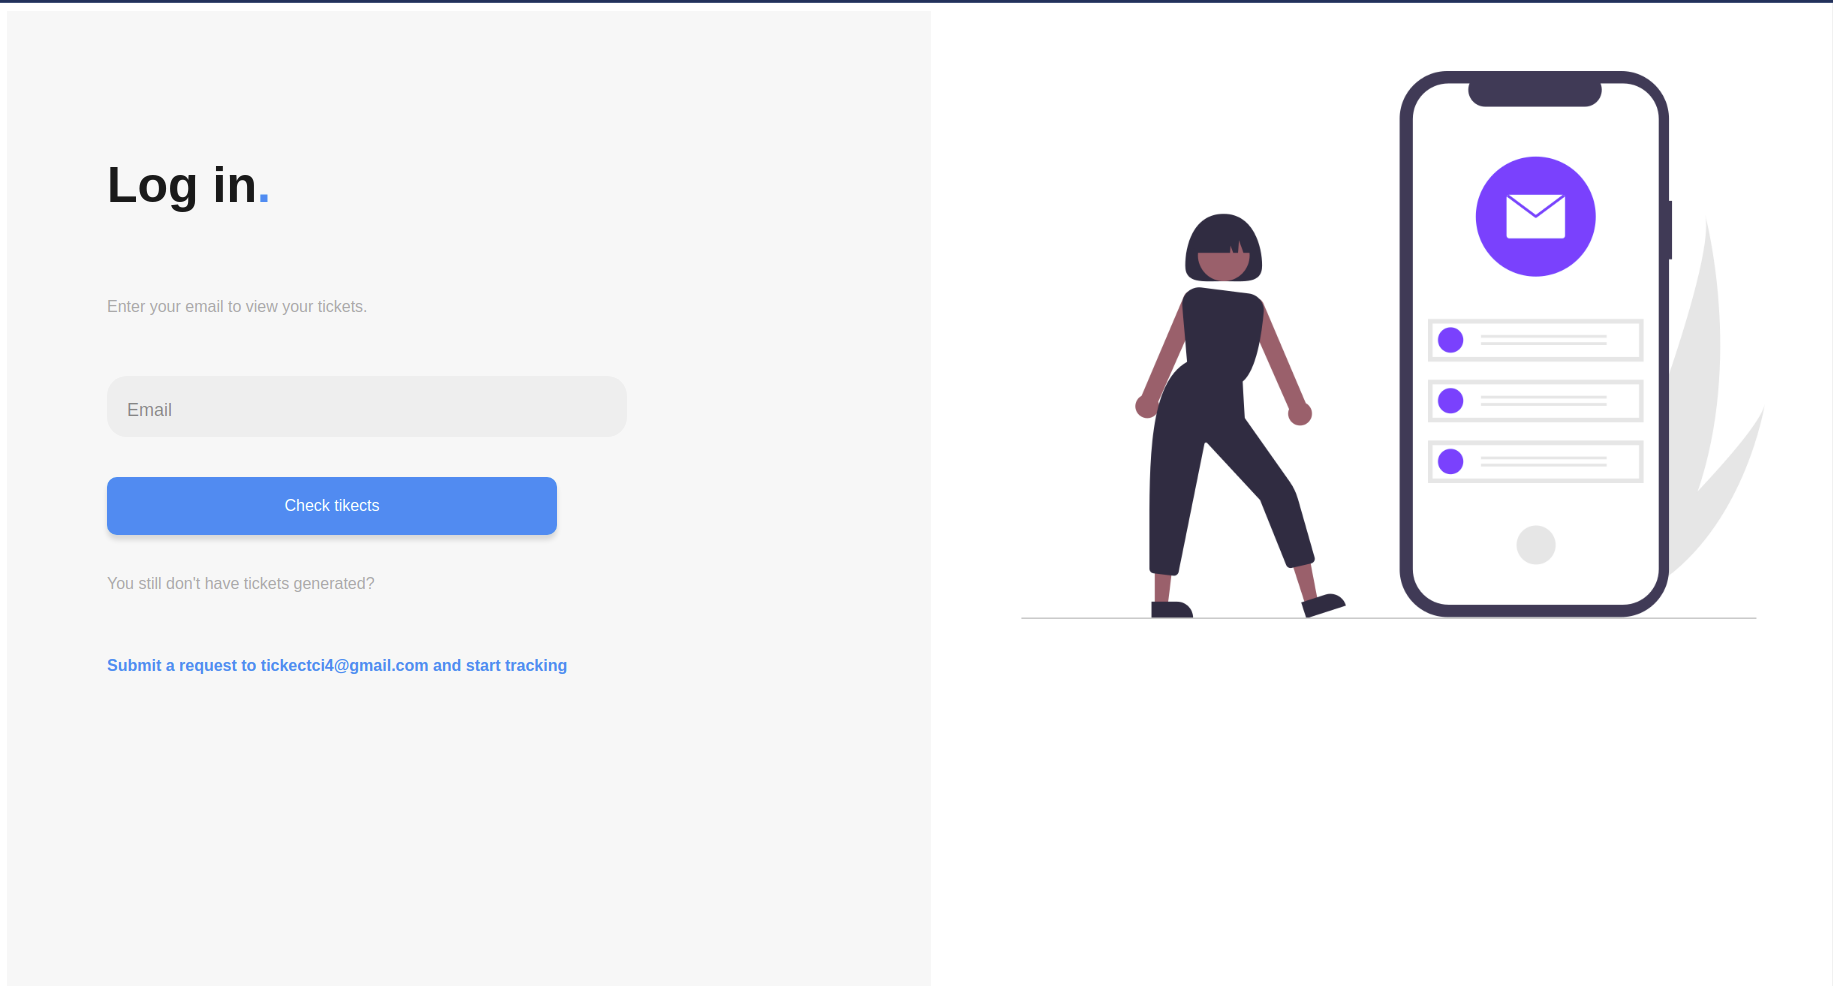 Log in.
Enter your email to view your tickets.
Email
Check tikects
You still don't have tickets generated?
Submit a request to tickectci4@gmail.com and start tracking